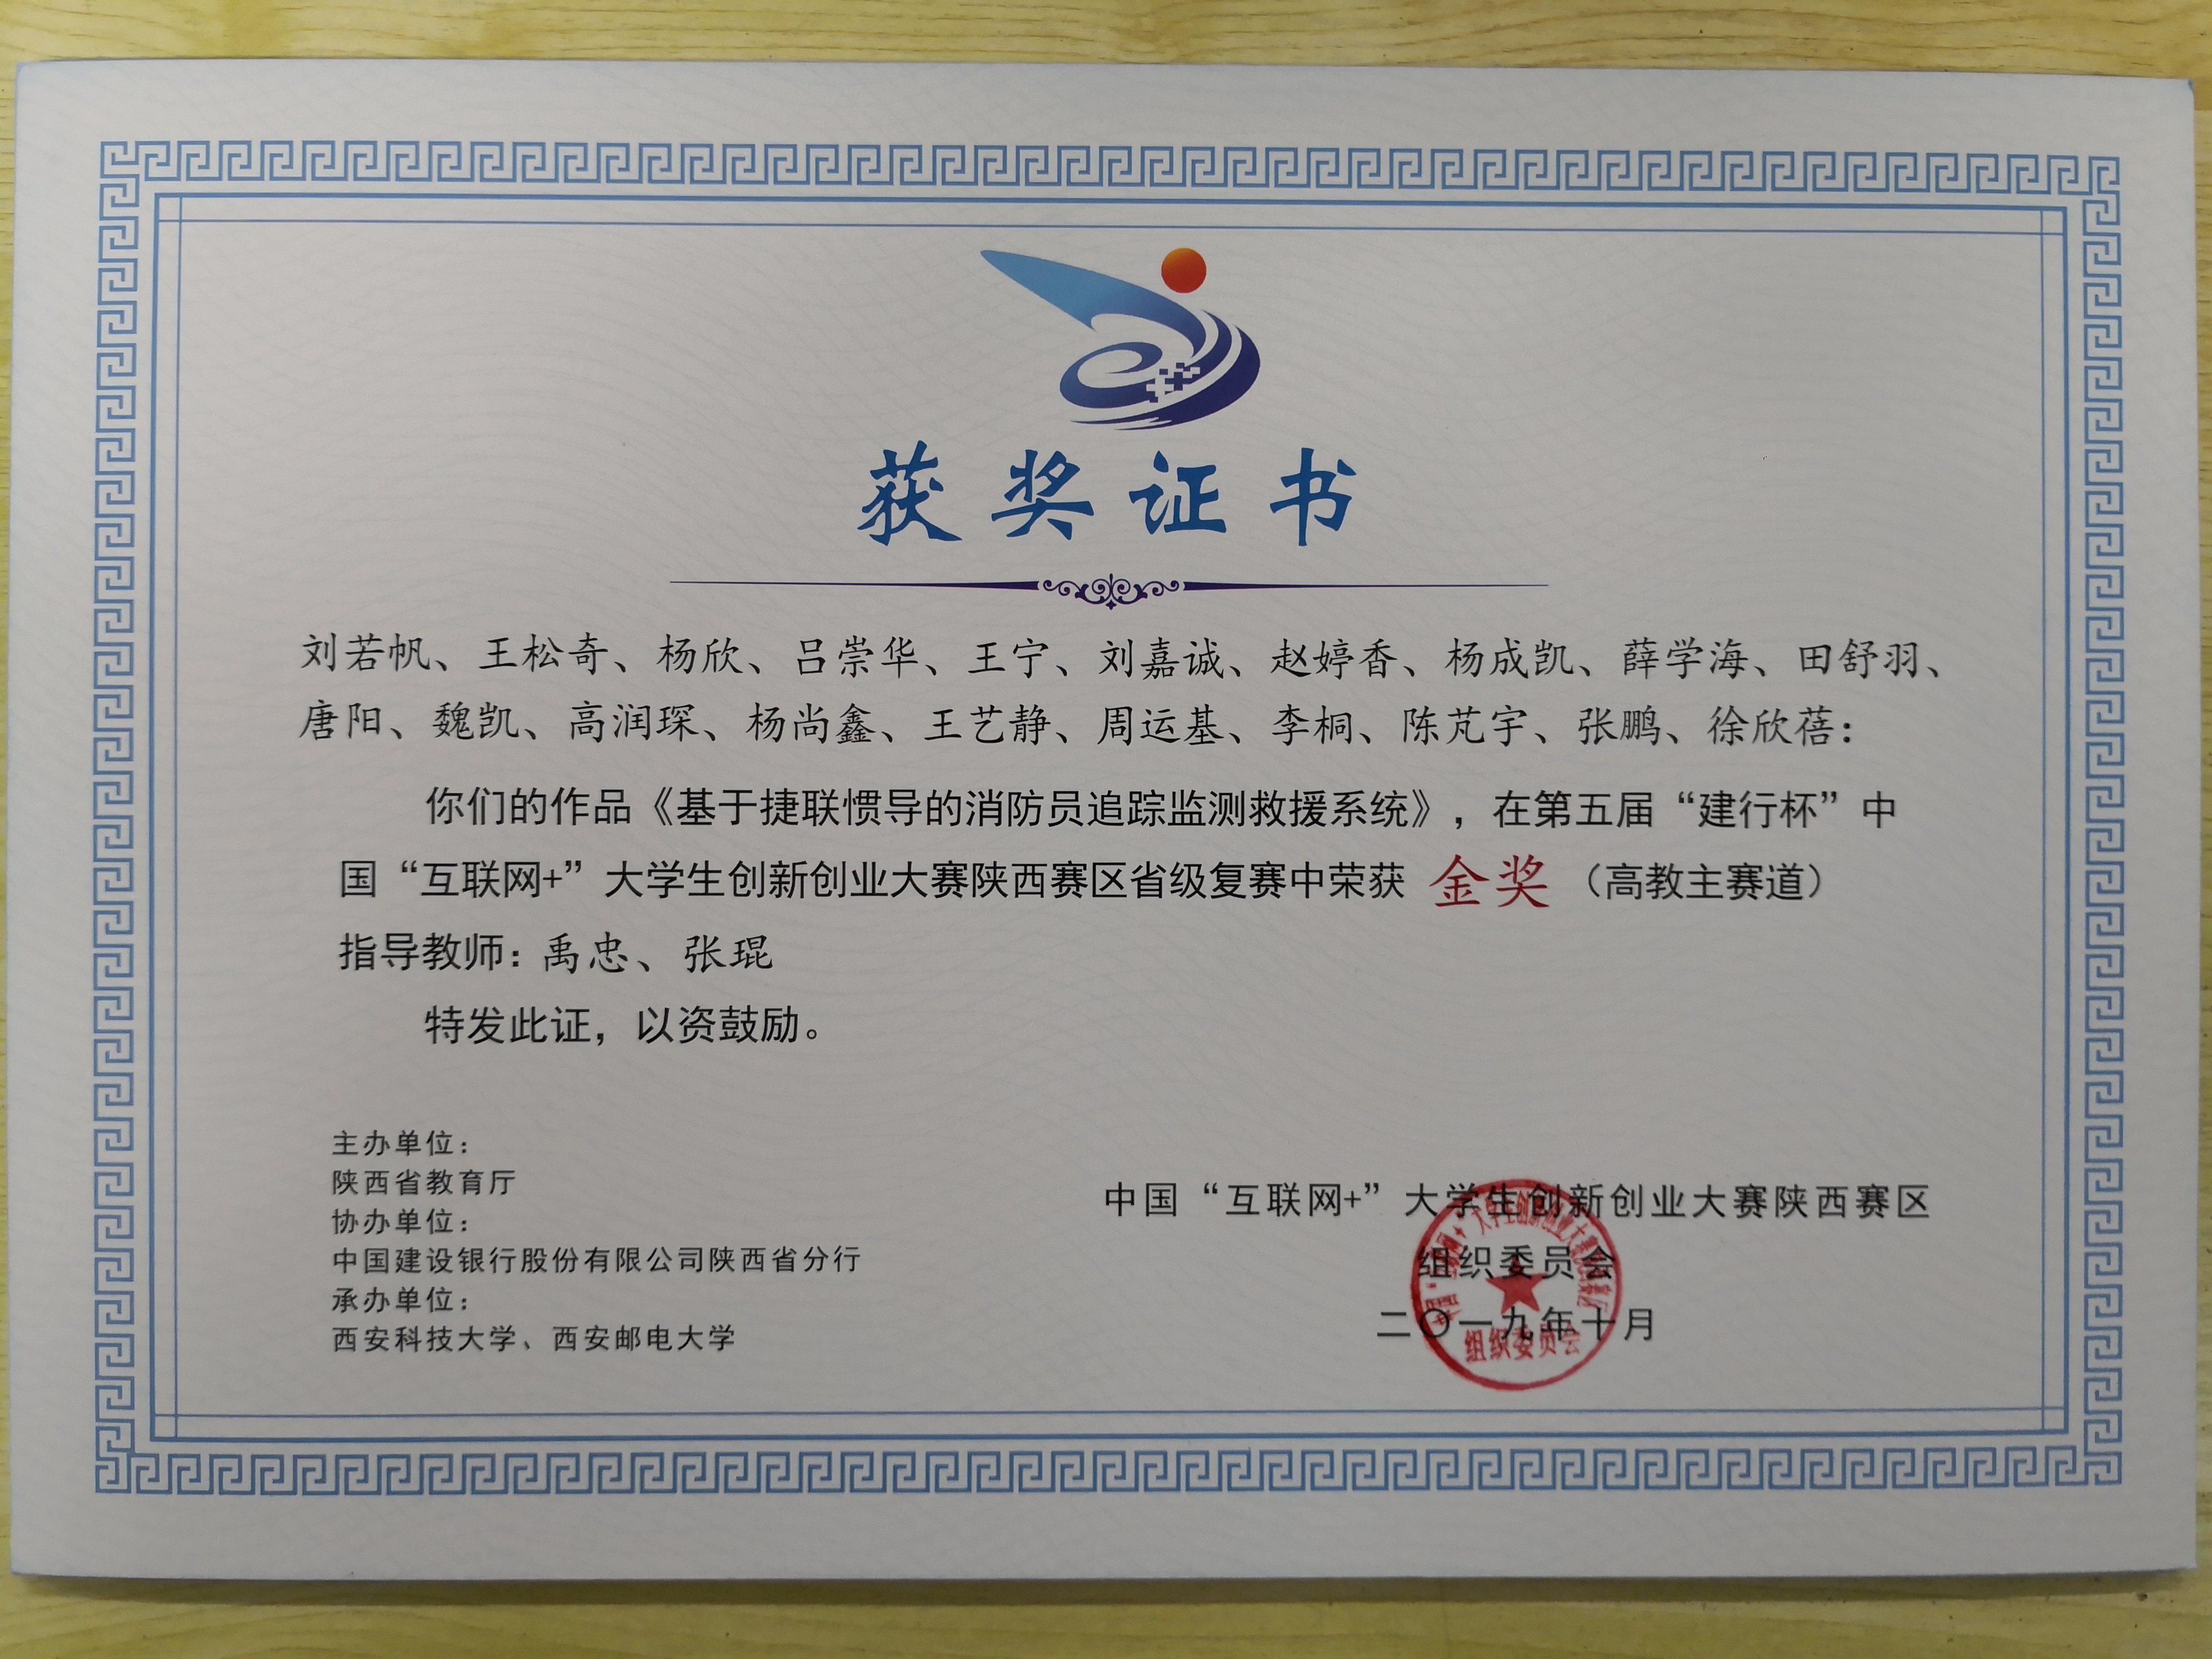 获奖证书
刘若帆、王松奇、杨欣、吕崇华、王宁、刘嘉诚、赵婷香、杨成凯、薛学海、田舒羽、
唐阳、魏凯、高润琛、杨尚鑫、王艺静、周运基、李桐、陈芃宇、张鹏、徐欣蓓：
你们的作品《基于捷联惯导的消防员追踪监测救援系统》，在第五届“建行杯”中
国“互联网+”大学生创新创业大赛陕西赛区省级复赛中荣获 金奖 （高教主赛道）
指导教师：禹忠、张琨
特发此证，以资鼓励。
主办单位：
陕西省教育厅
协办单位：
中国建设银行股份有限公司陕西省分行
承办单位：
西安科技大学、西安邮电大学
中国“互联网+”大学生创新创业大赛陕西赛区
组织委员会
二〇一九年十月
组织委员会